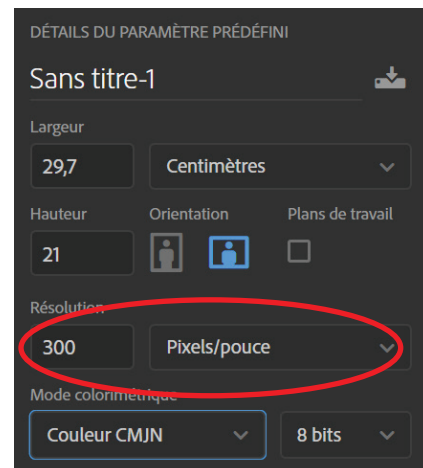 DÉTAILS DU PARAMÈTRE PRÉDÉFINI
Sans titre-1
Largeur
29,7 Centimètres
Hauteur Orientation Plans de travail
21
Résolution
300 Pixels/pouce
Mode colorimétrique
Couleur CMJN 8 bits